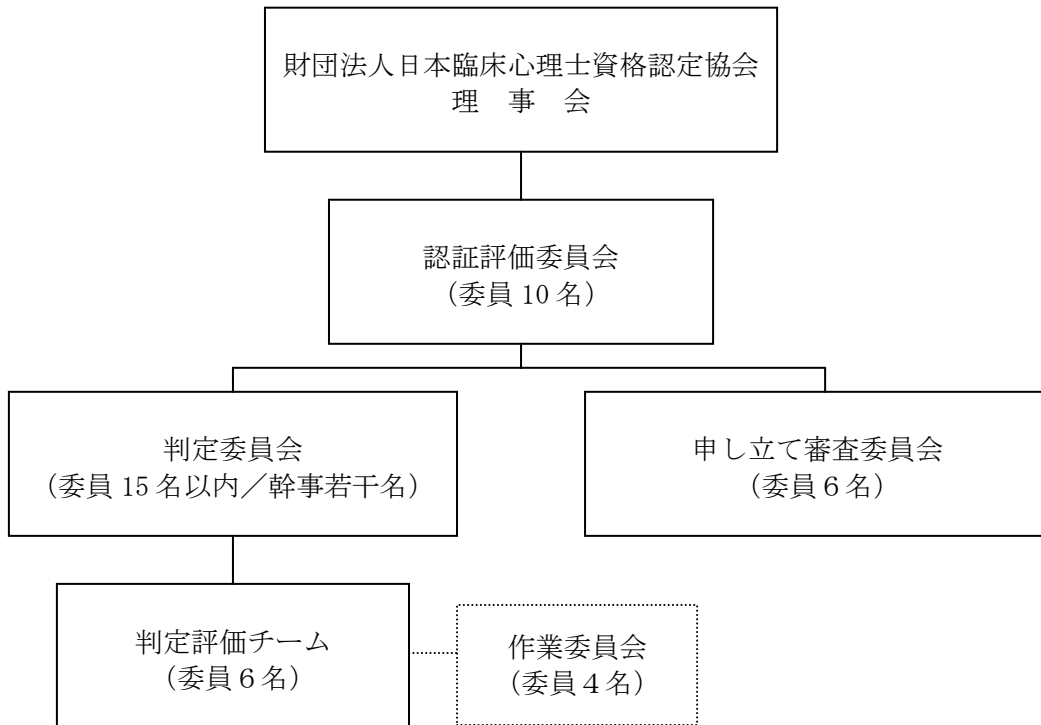 財団法人日本臨床心理士資格認定協会
理　事　会
認証評価委員会
（委員 10 名）
判定委員会
（委員 15 名以内／幹事若干名）
申し立て審査委員会
（委員６名）
判定評価チーム
（委員６名）
作業委員会
（委員４名）